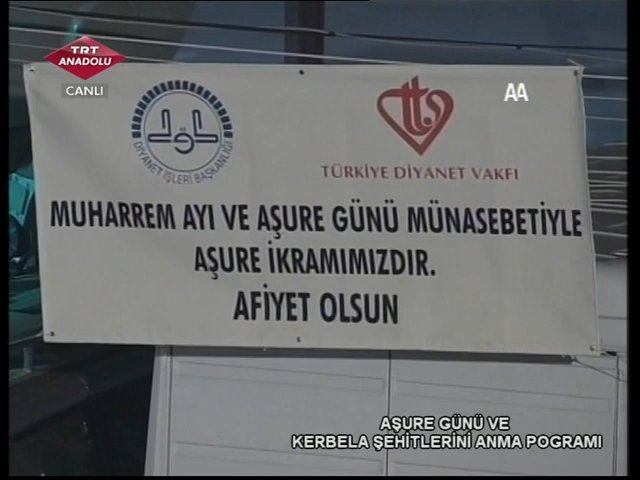 TRT
ANADOLU
CANLI
AA
DİYANET İŞLERİ BAŞKANLIĞI
TÜRKİYE DİYANET VAKFI
MUHARREM AYI VE AŞURE GÜNÜ MÜNASEBETİYLE
AŞURE İKRAMIMIZDIR.
AFİYET OLSUN
AŞURE GÜNÜ VE
KERBELA ŞEHİTLERİNİ ANMA POGRAMI